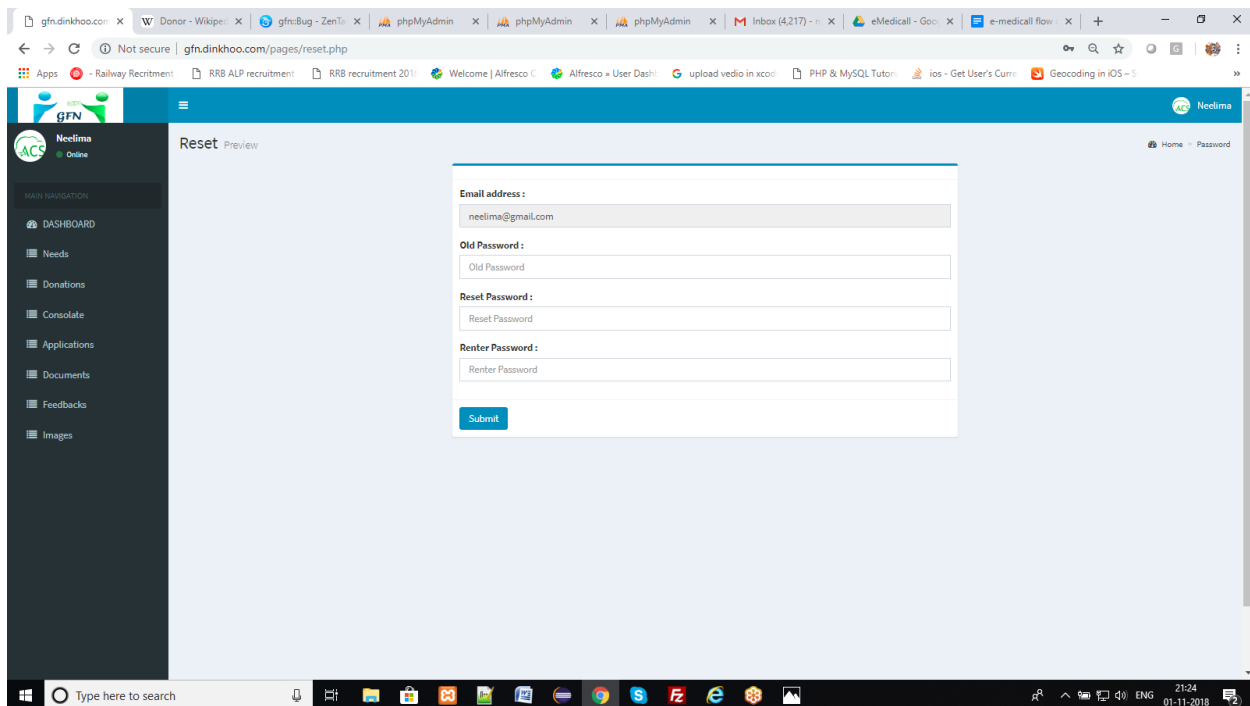 gfn.dinkhoo.com
Donor - Wikiped
gfn::Bug - ZenTa
phpMyAdmin
phpMyAdmin
phpMyAdmin
Inbox (4,217) - n
eMedicall - Goog
e-medicall flow
Not secure | gfn.dinkhoo.com/pages/reset.php
Apps - Railway Recritment RRB ALP recruitment RRB recruitment 201 Welcome | Alfresco Alfresco » User Dash G upload vedio in xcod PHP & MySQL Tutori ios - Get User's Curre Geocoding in iOS – S »
GFN
ACS Neelima
ACS Neelima
Online
Reset Preview
Home > Password
MAIN NAVIGATION
DASHBOARD
Needs
Donations
Consolate
Applications
Documents
Feedbacks
Images
Email address :
neelima@gmail.com
Old Password :
Old Password
Reset Password :
Reset Password
Renter Password :
Renter Password
Submit
Type here to search
ENG
21:24
01-11-2018